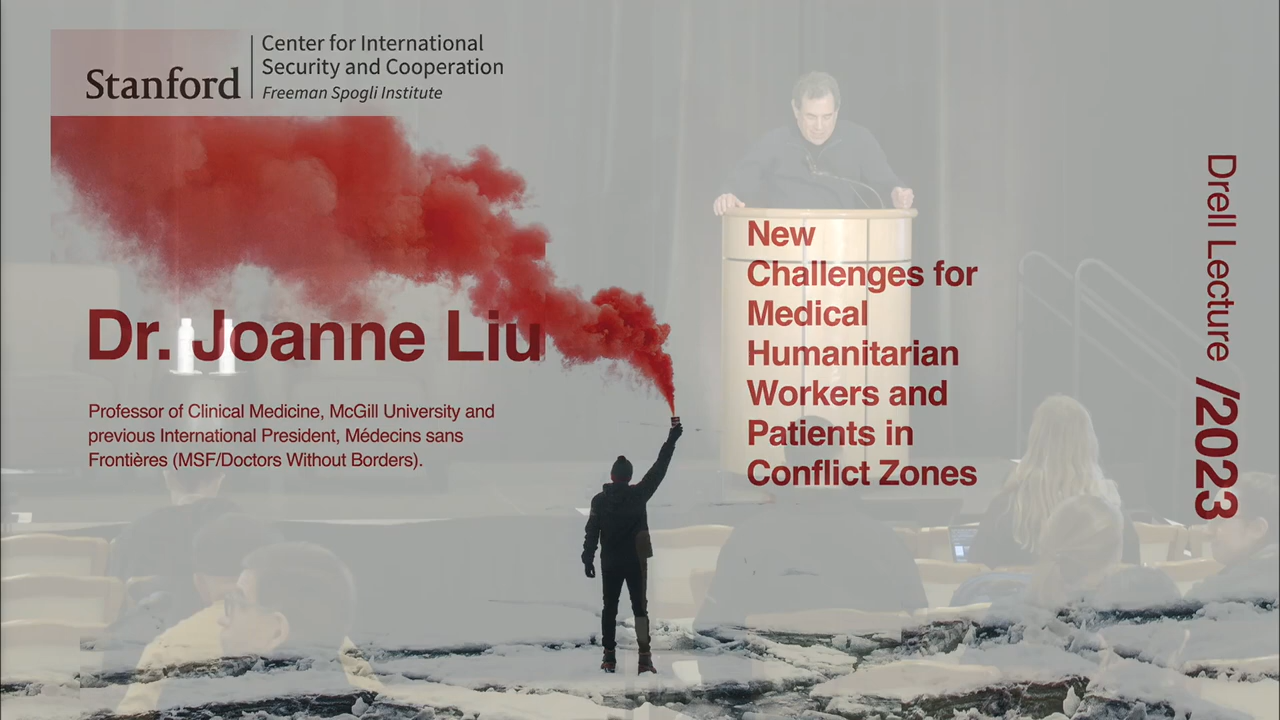 Stanford
Center for International
Security and Cooperation
Freeman Spogli Institute
Dr. Joanne Liu
Professor of Clinical Medicine, McGill University and
previous International President, Médecins sans
Frontières (MSF/Doctors Without Borders).
New
Challenges for
Medical
Humanitarian
Workers and
Patients in
Conflict Zones
Drell Lecture /2023